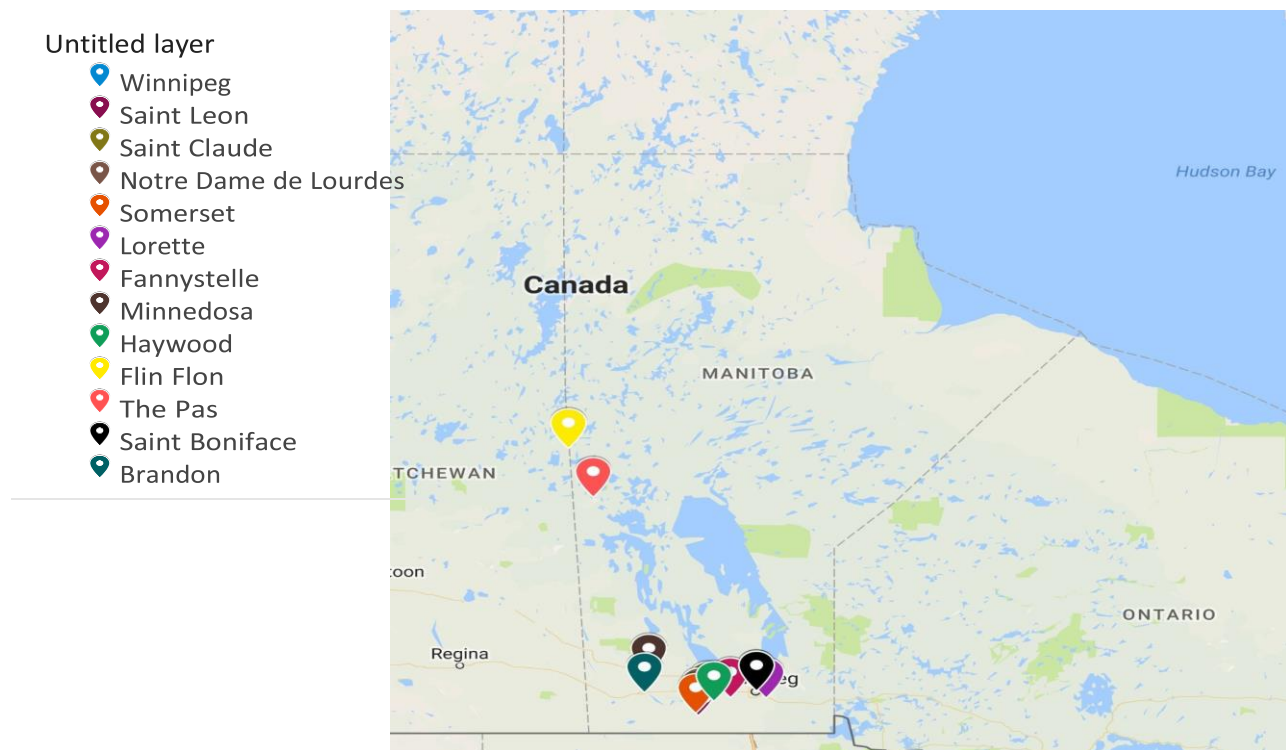 Untitled layer
Winnipeg
Saint Leon
Saint Claude
Notre Dame de Lourdes
Somerset
Lorette
Fannystelle
Minnedosa
Haywood
Flin Flon
The Pas
Saint Boniface
Brandon
Hudson Bay
Canada
MANITOBA
TCHEWAN
toon
ONTARIO
Regina
eg